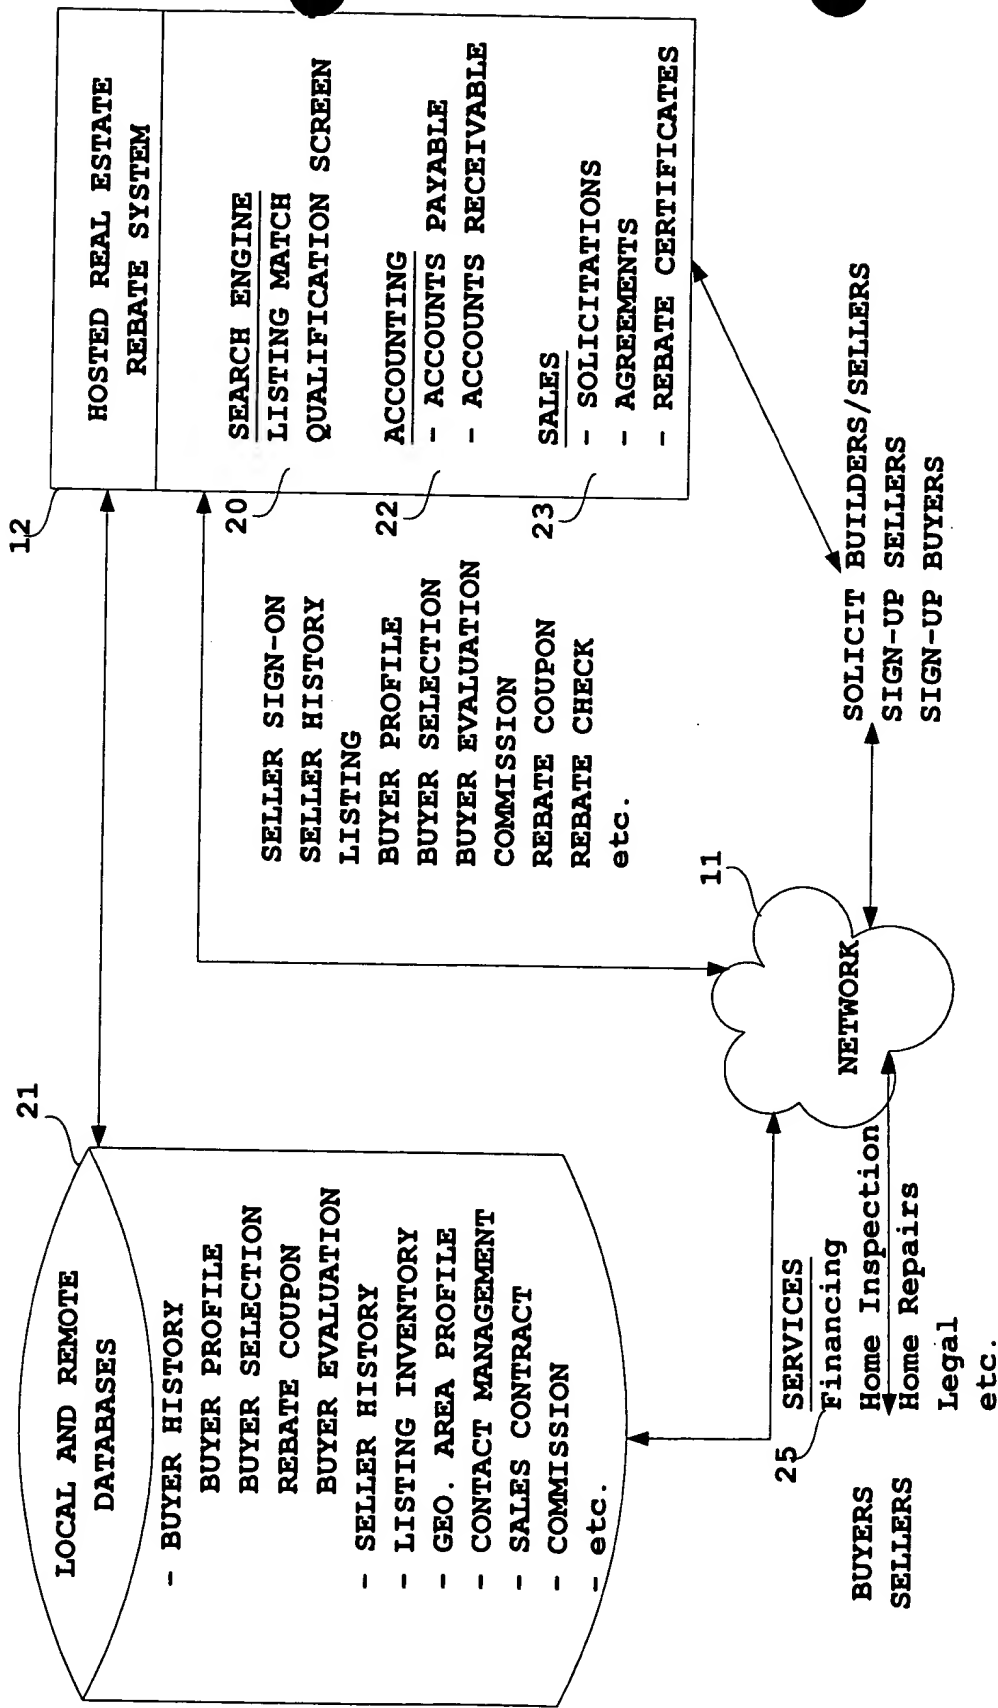 LOCAL AND REMOTE
DATABASES
21
- BUYER HISTORY
BUYER PROFILE
BUYER SELECTION
REBATE COUPON
BUYER EVALUATION
- SELLER HISTORY
- LISTING INVENTORY
- GEO. AREA PROFILE
- CONTACT MANAGEMENT
- SALES CONTRACT
- COMMISSION
- etc.
12
HOSTED REAL ESTATE
REBATE SYSTEM
20
SEARCH ENGINE
LISTING MATCH
QUALIFICATION SCREEN
22
ACCOUNTING
- ACCOUNTS PAYABLE
- ACCOUNTS RECEIVABLE
23
SALES
- SOLICITATIONS
- AGREEMENTS
- REBATE CERTIFICATES
SELLER SIGN-ON
SELLER HISTORY
LISTING
BUYER PROFILE
BUYER SELECTION
BUYER EVALUATION
COMMISSION
REBATE COUPON
REBATE CHECK
etc.
11
NETWORK
SOLICIT BUILDERS/SELLERS
SIGN-UP SELLERS
SIGN-UP BUYERS
25
SERVICES
Financing
Home Inspection
Home Repairs
Legal
etc.
BUYERS
SELLERS